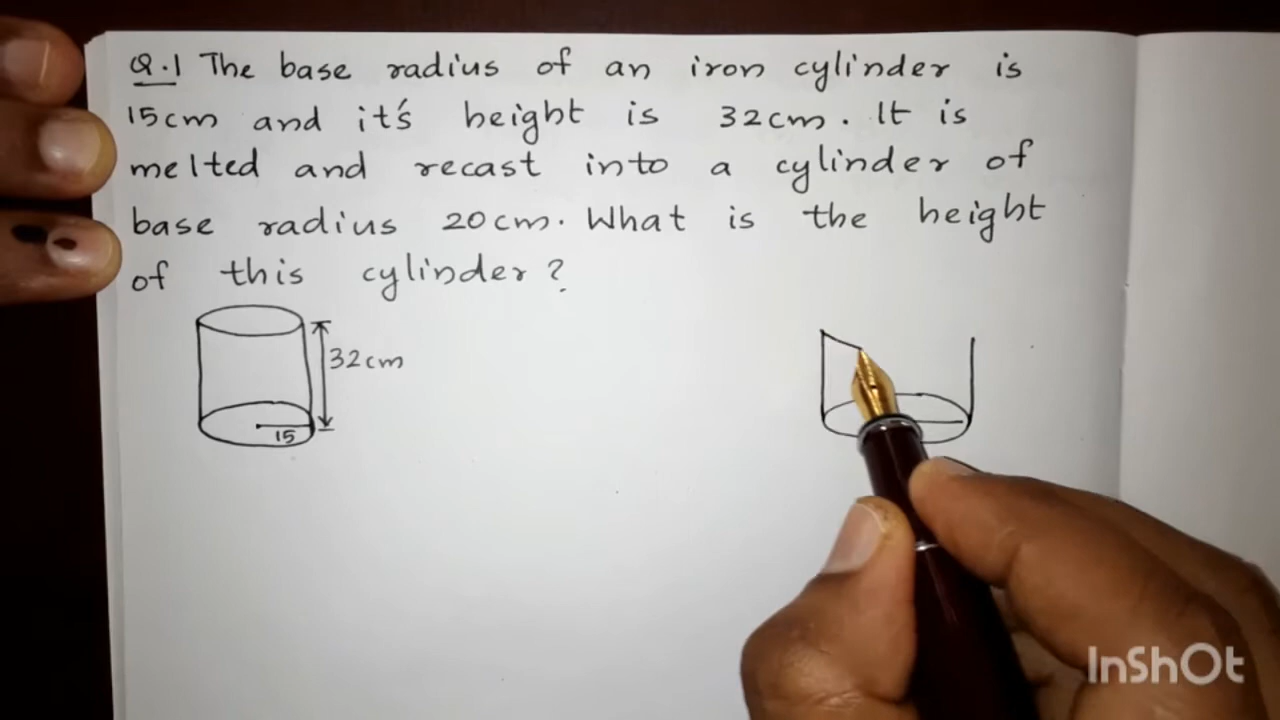 Q.1 The base radius of an iron cylinder is
15cm and it's height is 32cm. It is
melted and recast into a cylinder of
base radius 20cm. What is the height
of this cylinder?
32cm
15
InShOt